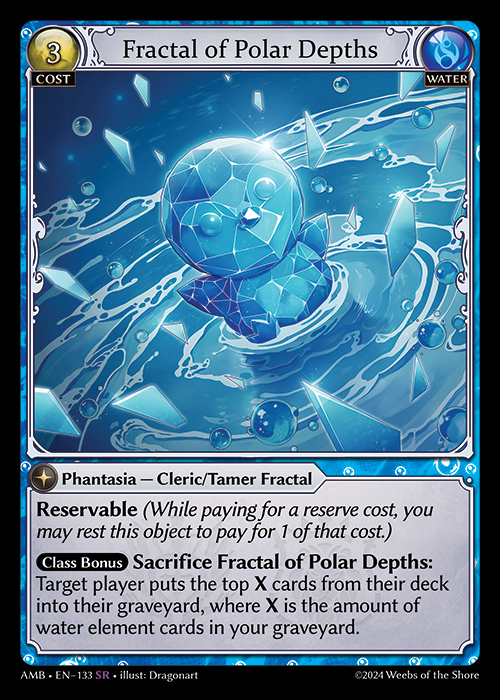 3
Fractal of Polar Depths
COST
WATER
Phantasia — Cleric/Tamer Fractal
Reservable (While paying for a reserve cost, you
may rest this object to pay for 1 of that cost.)
Class Bonus Sacrifice Fractal of Polar Depths:
Target player puts the top X cards from their deck
into their graveyard, where X is the amount of
water element cards in your graveyard.
AMB • EN–133 SR • illust: Dragonart
©2024 Weebs of the Shore